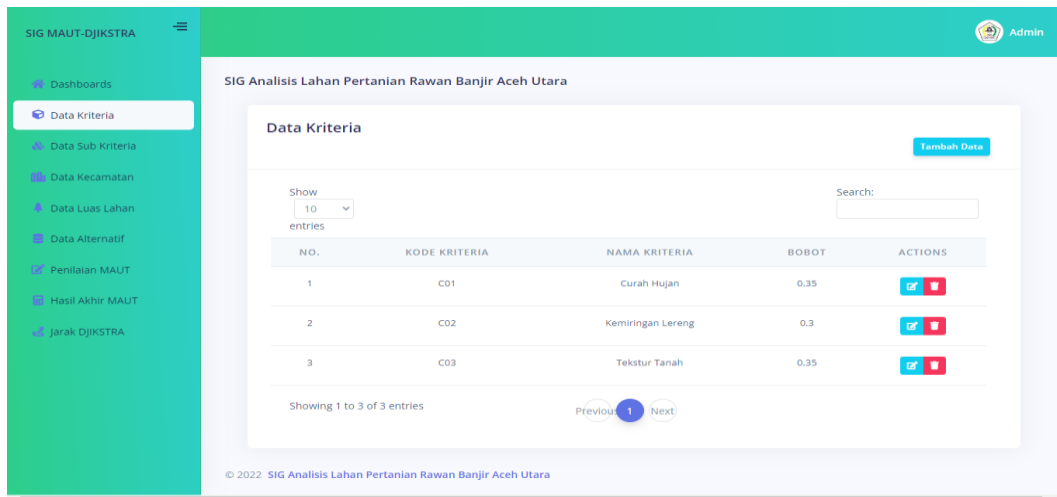 SIG MAUT-DJIKSTRA
Admin
Dashboards
Data Kriteria
Data Sub Kriteria
Data Kecamatan
Data Luas Lahan
Data Alternatif
Penilaian MAUT
Hasil Akhir MAUT
Jarak DJIKSTRA
SIG Analisis Lahan Pertanian Rawan Banjir Aceh Utara
Data Kriteria
Tambah Data
Show
10
entries
Search:
NO. KODE KRITERIA NAMA KRITERIA BOBOT ACTIONS
1 C01 Curah Hujan 0.35
2 C02 Kemiringan Lereng 0.3
3 C03 Tekstur Tanah 0.35
Showing 1 to 3 of 3 entries
Previous 1 Next
© 2022 SIG Analisis Lahan Pertanian Rawan Banjir Aceh Utara